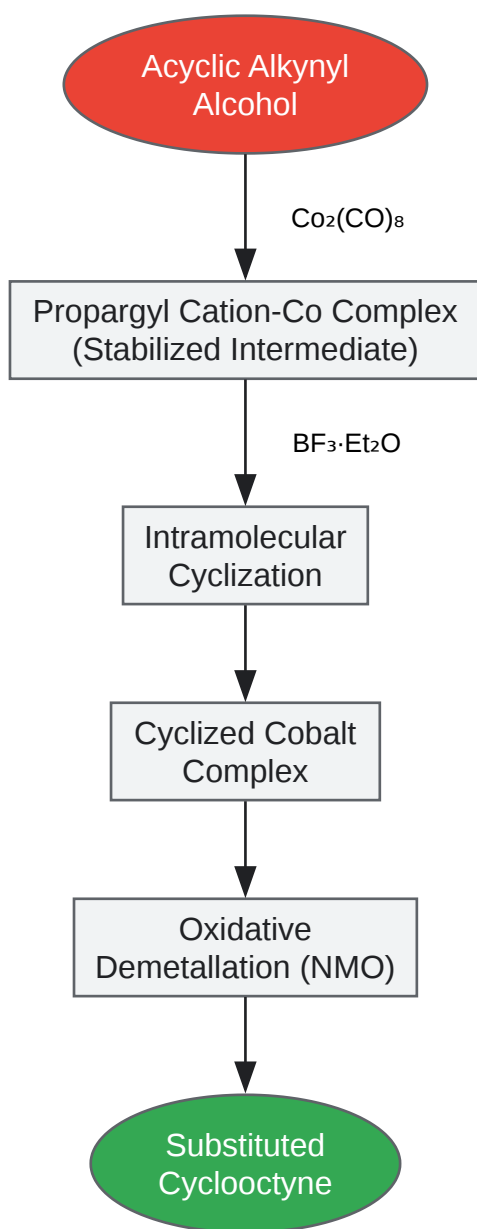 Acyclic Alkynyl
Alcohol
Co₂(CO)₈
Propargyl Cation-Co Complex
(Stabilized Intermediate)
BF₃·Et₂O
Intramolecular
Cyclization
Cyclized Cobalt
Complex
Oxidative
Demetallation (NMO)
Substituted
Cyclooctyne